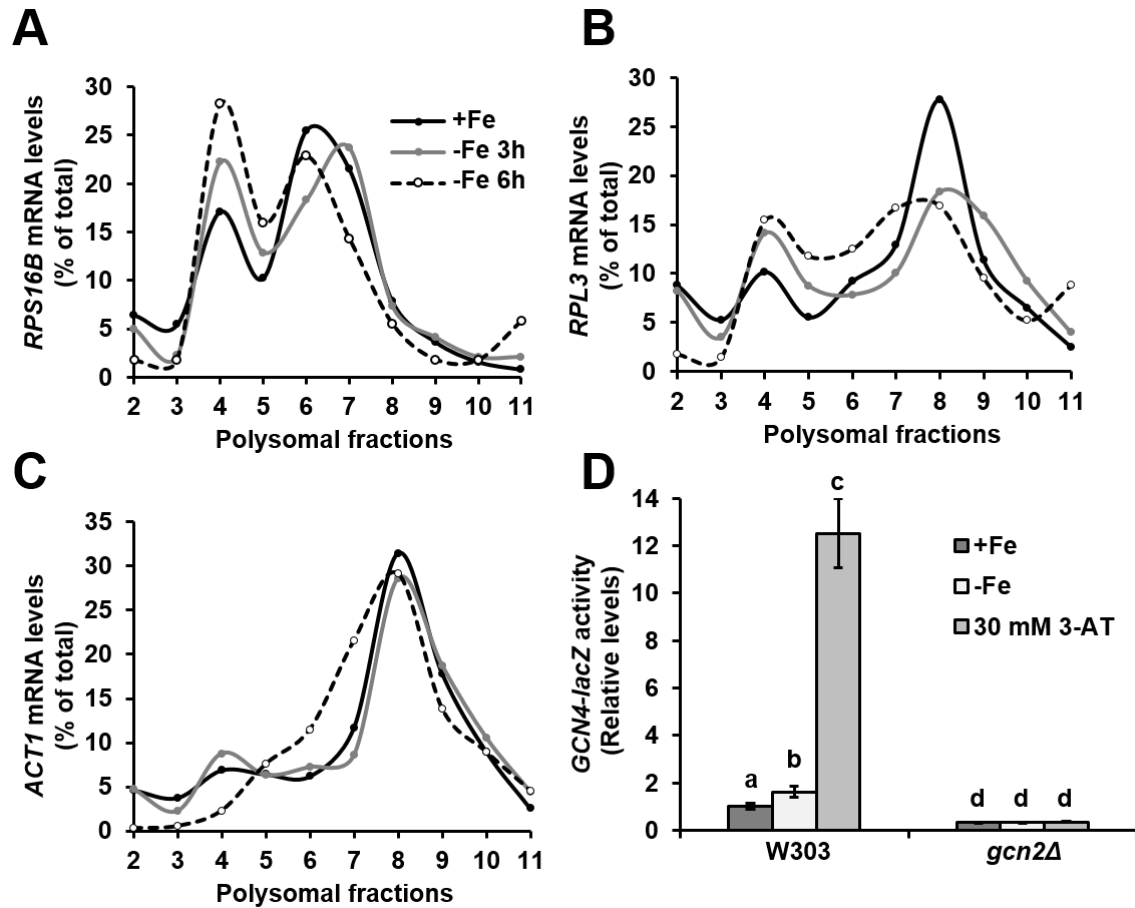 A
RPS16B mRNA levels
(% of total)
30
25
20
15
10
5
0
+Fe
-Fe 3h
-Fe 6h
2 3 4 5 6 7 8 9 10 11
Polysomal fractions
B
RPL3 mRNA levels
(% of total)
30
25
20
15
10
5
0
2 3 4 5 6 7 8 9 10 11
Polysomal fractions
C
ACT1 mRNA levels
(% of total)
35
30
25
20
15
10
5
0
2 3 4 5 6 7 8 9 10 11
Polysomal fractions
D
GCN4-lacZ activity
(Relative levels)
14
12
10
8
6
4
2
0
a b c d d d
+Fe
-Fe
30 mM 3-AT
W303 gcn2Δ